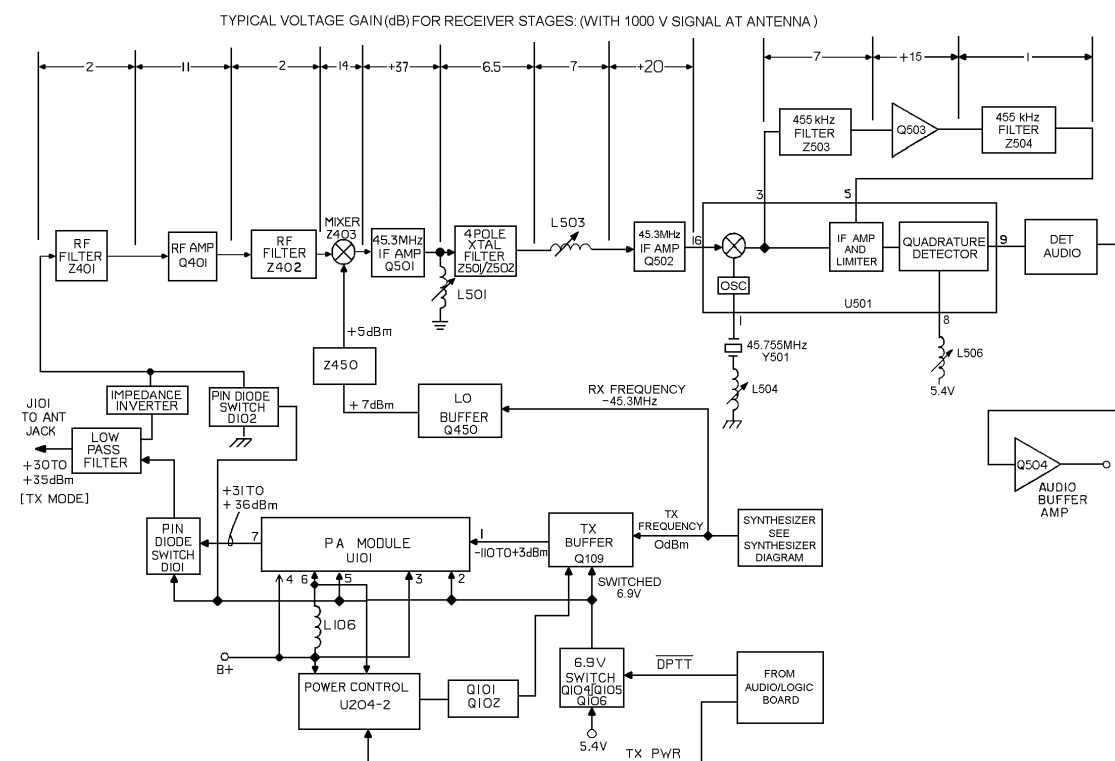 TYPICAL VOLTAGE GAIN (dB) FOR RECEIVER STAGES: (WITH 1000 V SIGNAL AT ANTENNA)
2
11
2
14
+37
6.5
7
+20
7
+15
1
455 kHz
FILTER
Z503
Q503
455 kHz
FILTER
Z504
3
5
RF
FILTER
Z401
RF AMP
Q401
RF
FILTER
Z402
MIXER
Z403
45.3MHz
IF AMP
Q501
4POLE
XTAL
FILTER
Z501/Z502
L503
45.3MHz
IF AMP
Q502
16
IF AMP
AND
LIMITER
QUADRATURE
DETECTOR
9
DET
AUDIO
OSC
U501
L501
1
8
+5dBm
Z450
45.755MHz
Y501
L506
5.4V
L504
+7dBm
LO
BUFFER
Q450
RX FREQUENCY
-45.3MHz
IMPEDANCE
INVERTER
PIN DIODE
SWITCH
D102
J101
TO ANT
JACK
LOW
PASS
FILTER
+30TO
+35dBm
[TX MODE]
Q504
AUDIO
BUFFER
AMP
+31TO
+36dBm
PIN
DIODE
SWITCH
D101
7
PA MODULE
U101
1
-110TO+3dBm
TX
BUFFER
Q109
TX
FREQUENCY
0dBm
SYNTHESIZER
SEE
SYNTHESIZER
DIAGRAM
4
6
5
3
2
SWITCHED
6.9V
L106
B+
POWER CONTROL
U204-2
Q101
Q102
6.9V
SWITCH
Q104,Q105
Q106
DPTT
FROM
AUDIO/LOGIC
BOARD
5.4V
TX PWR